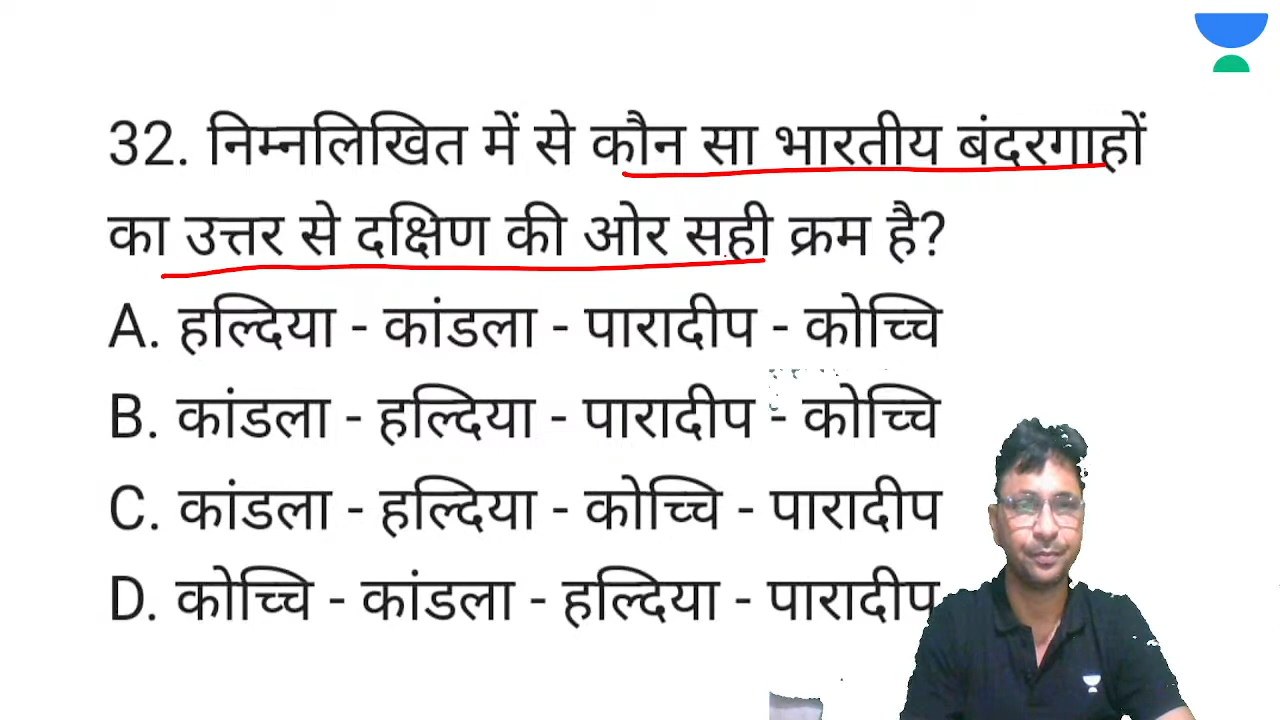 32. निम्नलिखित में से कौन सा भारतीय बंदरगाहों
का उत्तर से दक्षिण की ओर सही क्रम है?
A. हल्दिया - कांडला - पारादीप - कोच्चि
B. कांडला - हल्दिया - पारादीप - कोच्चि
C. कांडला - हल्दिया - कोच्चि - पारादीप
D. कोच्चि - कांडला - हल्दिया - पारादीप